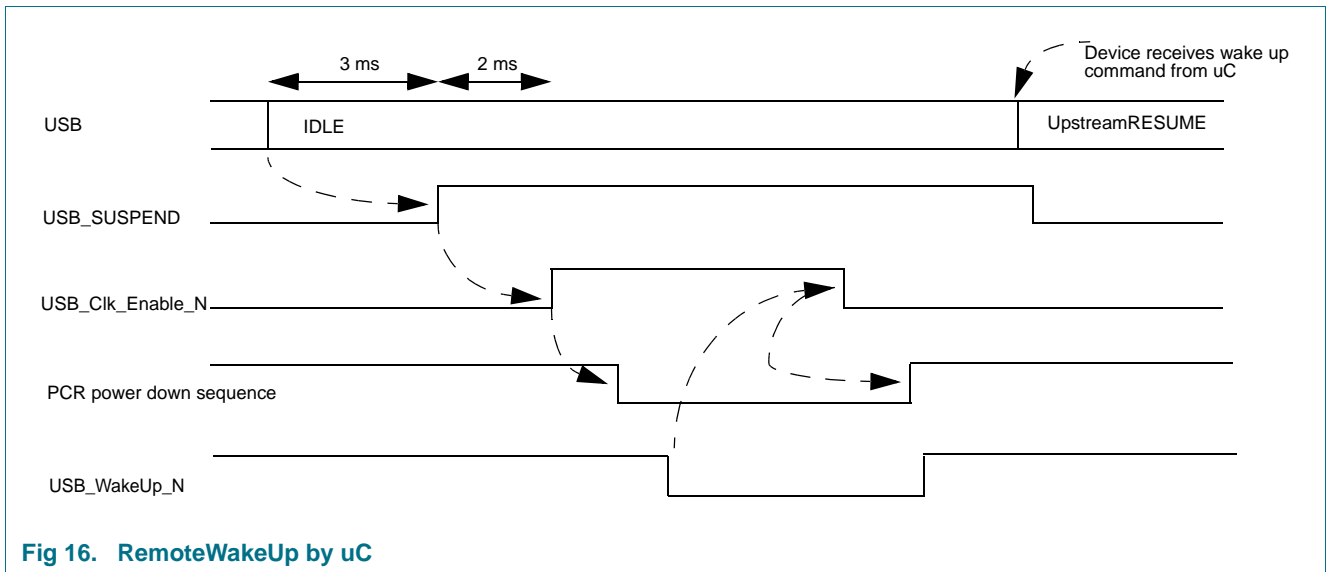 3 ms
2 ms
Device receives wake up
command from uC
USB
IDLE
UpstreamRESUME
USB_SUSPEND
USB_Clk_Enable_N
PCR power down sequence
USB_WakeUp_N
Fig 16. RemoteWakeUp by uC